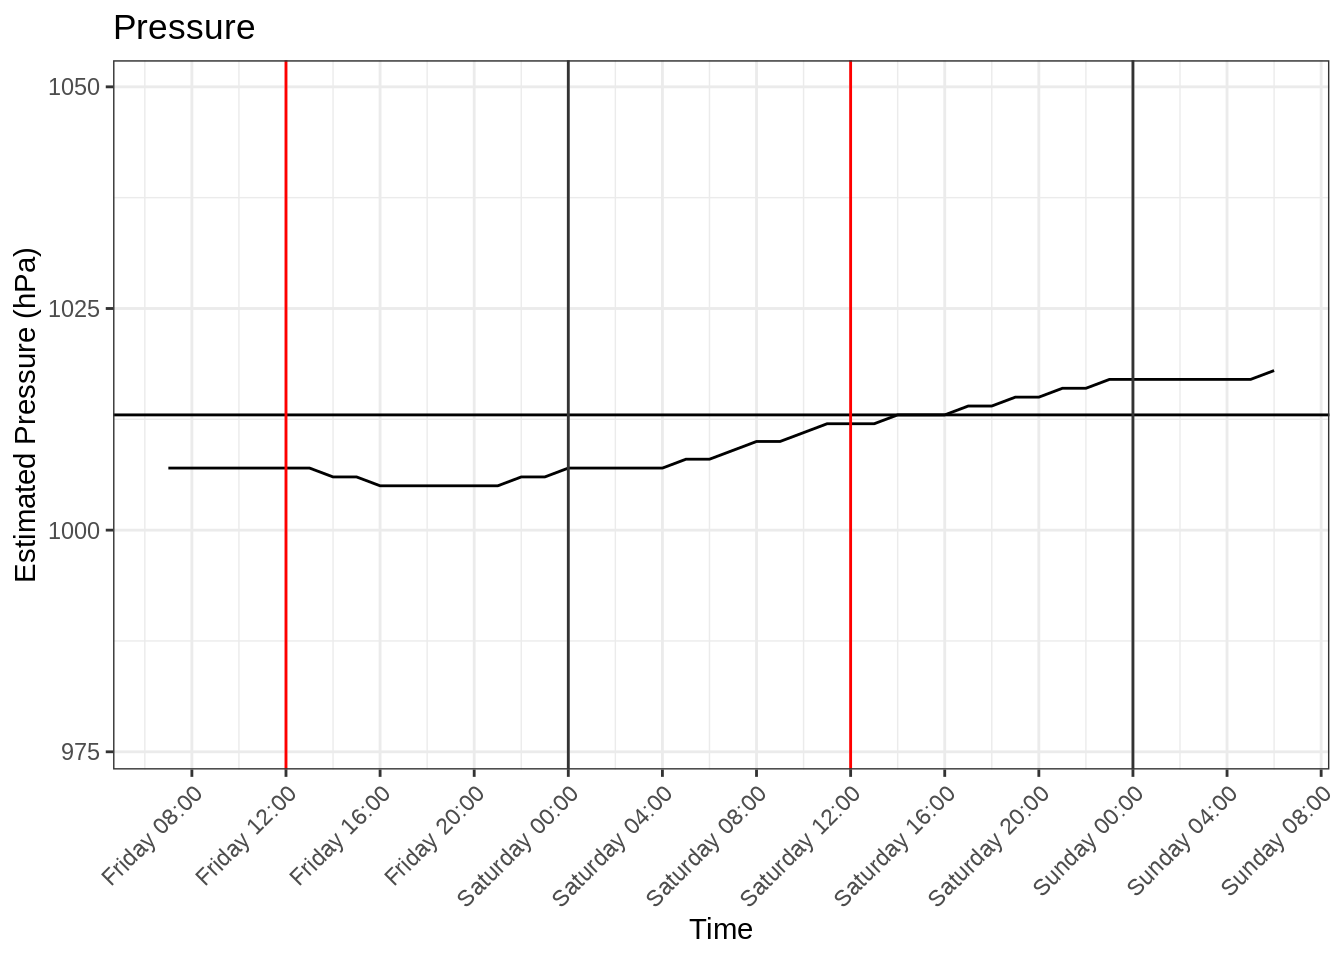 Pressure
Estimated Pressure (hPa)
1050
1025
1000
975
Friday 08:00
Friday 12:00
Friday 16:00
Friday 20:00
Saturday 00:00
Saturday 04:00
Saturday 08:00
Saturday 12:00
Saturday 16:00
Saturday 20:00
Sunday 00:00
Sunday 04:00
Sunday 08:00
Time